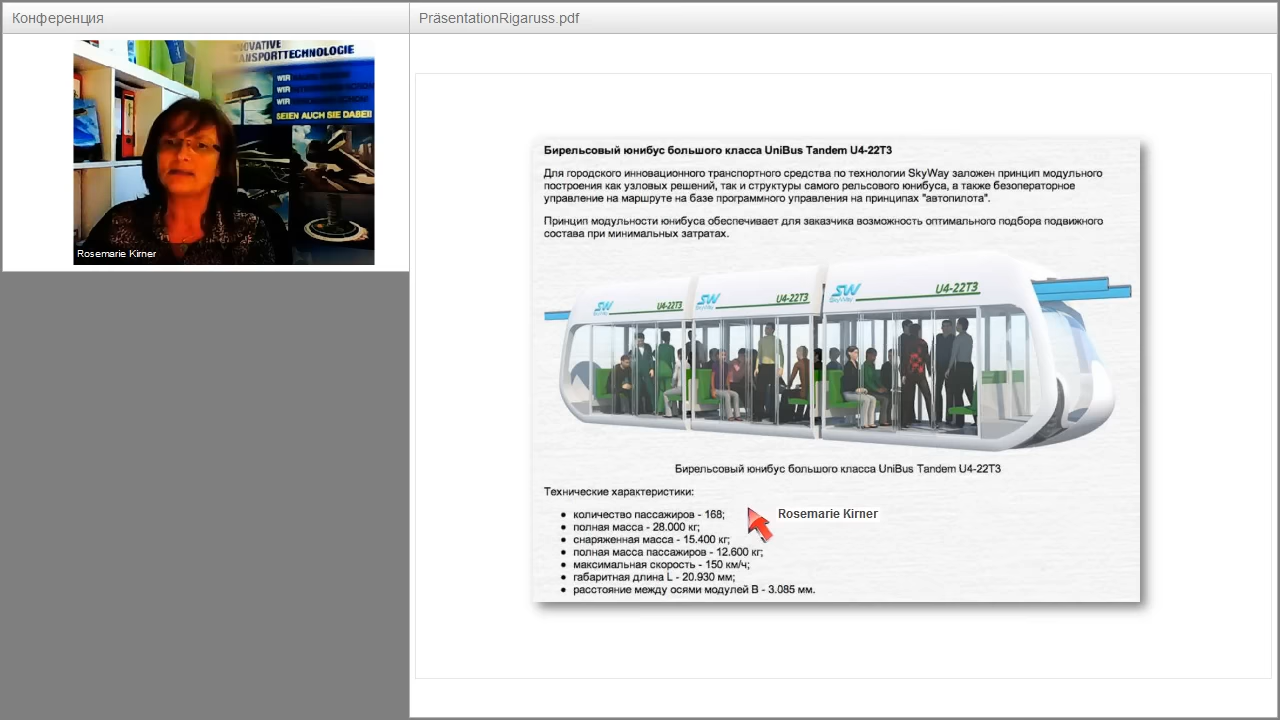 Конференция
PräsentationRigaruss.pdf
NOVATIVE
ANSPORTTECHNOLOGIE
WIR
WIR
WIR
SEIEN AUCH SIE DABEI!
Rosemarie Kirner
Бирельсовый юнибус большого класса UniBus Tandem U4-22T3
Для городского инновационного транспортного средства по технологии SkyWay заложен принцип модульного
построения как узловых решений, так и структуры самого рельсового юнибуса, а также безоператорное
управление на маршруте на базе программного управления на принципах "автопилота".
Принцип модульности юнибуса обеспечивает для заказчика возможность оптимального подбора подвижного
состава при минимальных затратах.
SW SkyWay U4-22T3
SW SkyWay U4-22T3
SW SkyWay U4-22T3
Бирельсовый юнибус большого класса UniBus Tandem U4-22T3
Технические характеристики:
• количество пассажиров - 168;
• полная масса - 28.000 кг;
• снаряженная масса - 15.400 кг;
• полная масса пассажиров - 12.600 кг;
• максимальная скорость - 150 км/ч;
• габаритная длина L - 20.930 мм;
• расстояние между осями модулей B - 3.085 мм.
Rosemarie Kirner